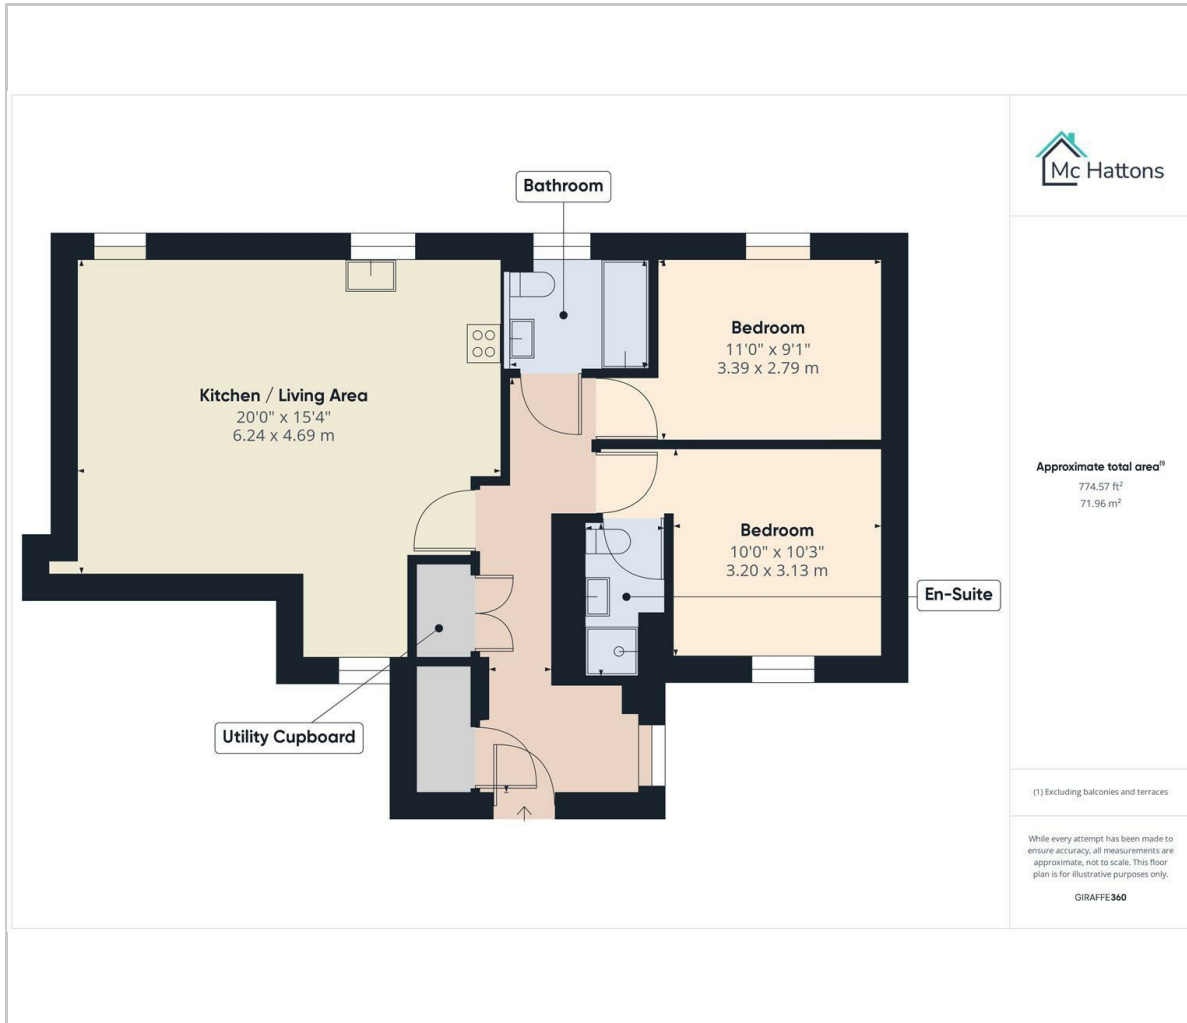 Mc Hattons
Bathroom
Bedroom
11'0" x 9'1"
3.39 x 2.79 m
Kitchen / Living Area
20'0" x 15'4"
6.24 x 4.69 m
Approximate total area⁽¹⁾
774.57 ft²
71.96 m²
Bedroom
10'0" x 10'3"
3.20 x 3.13 m
En-Suite
Utility Cupboard
(1) Excluding balconies and terraces
While every attempt has been made to
ensure accuracy, all measurements are
approximate, not to scale. This floor
plan is for illustrative purposes only.
GIRAFFE360